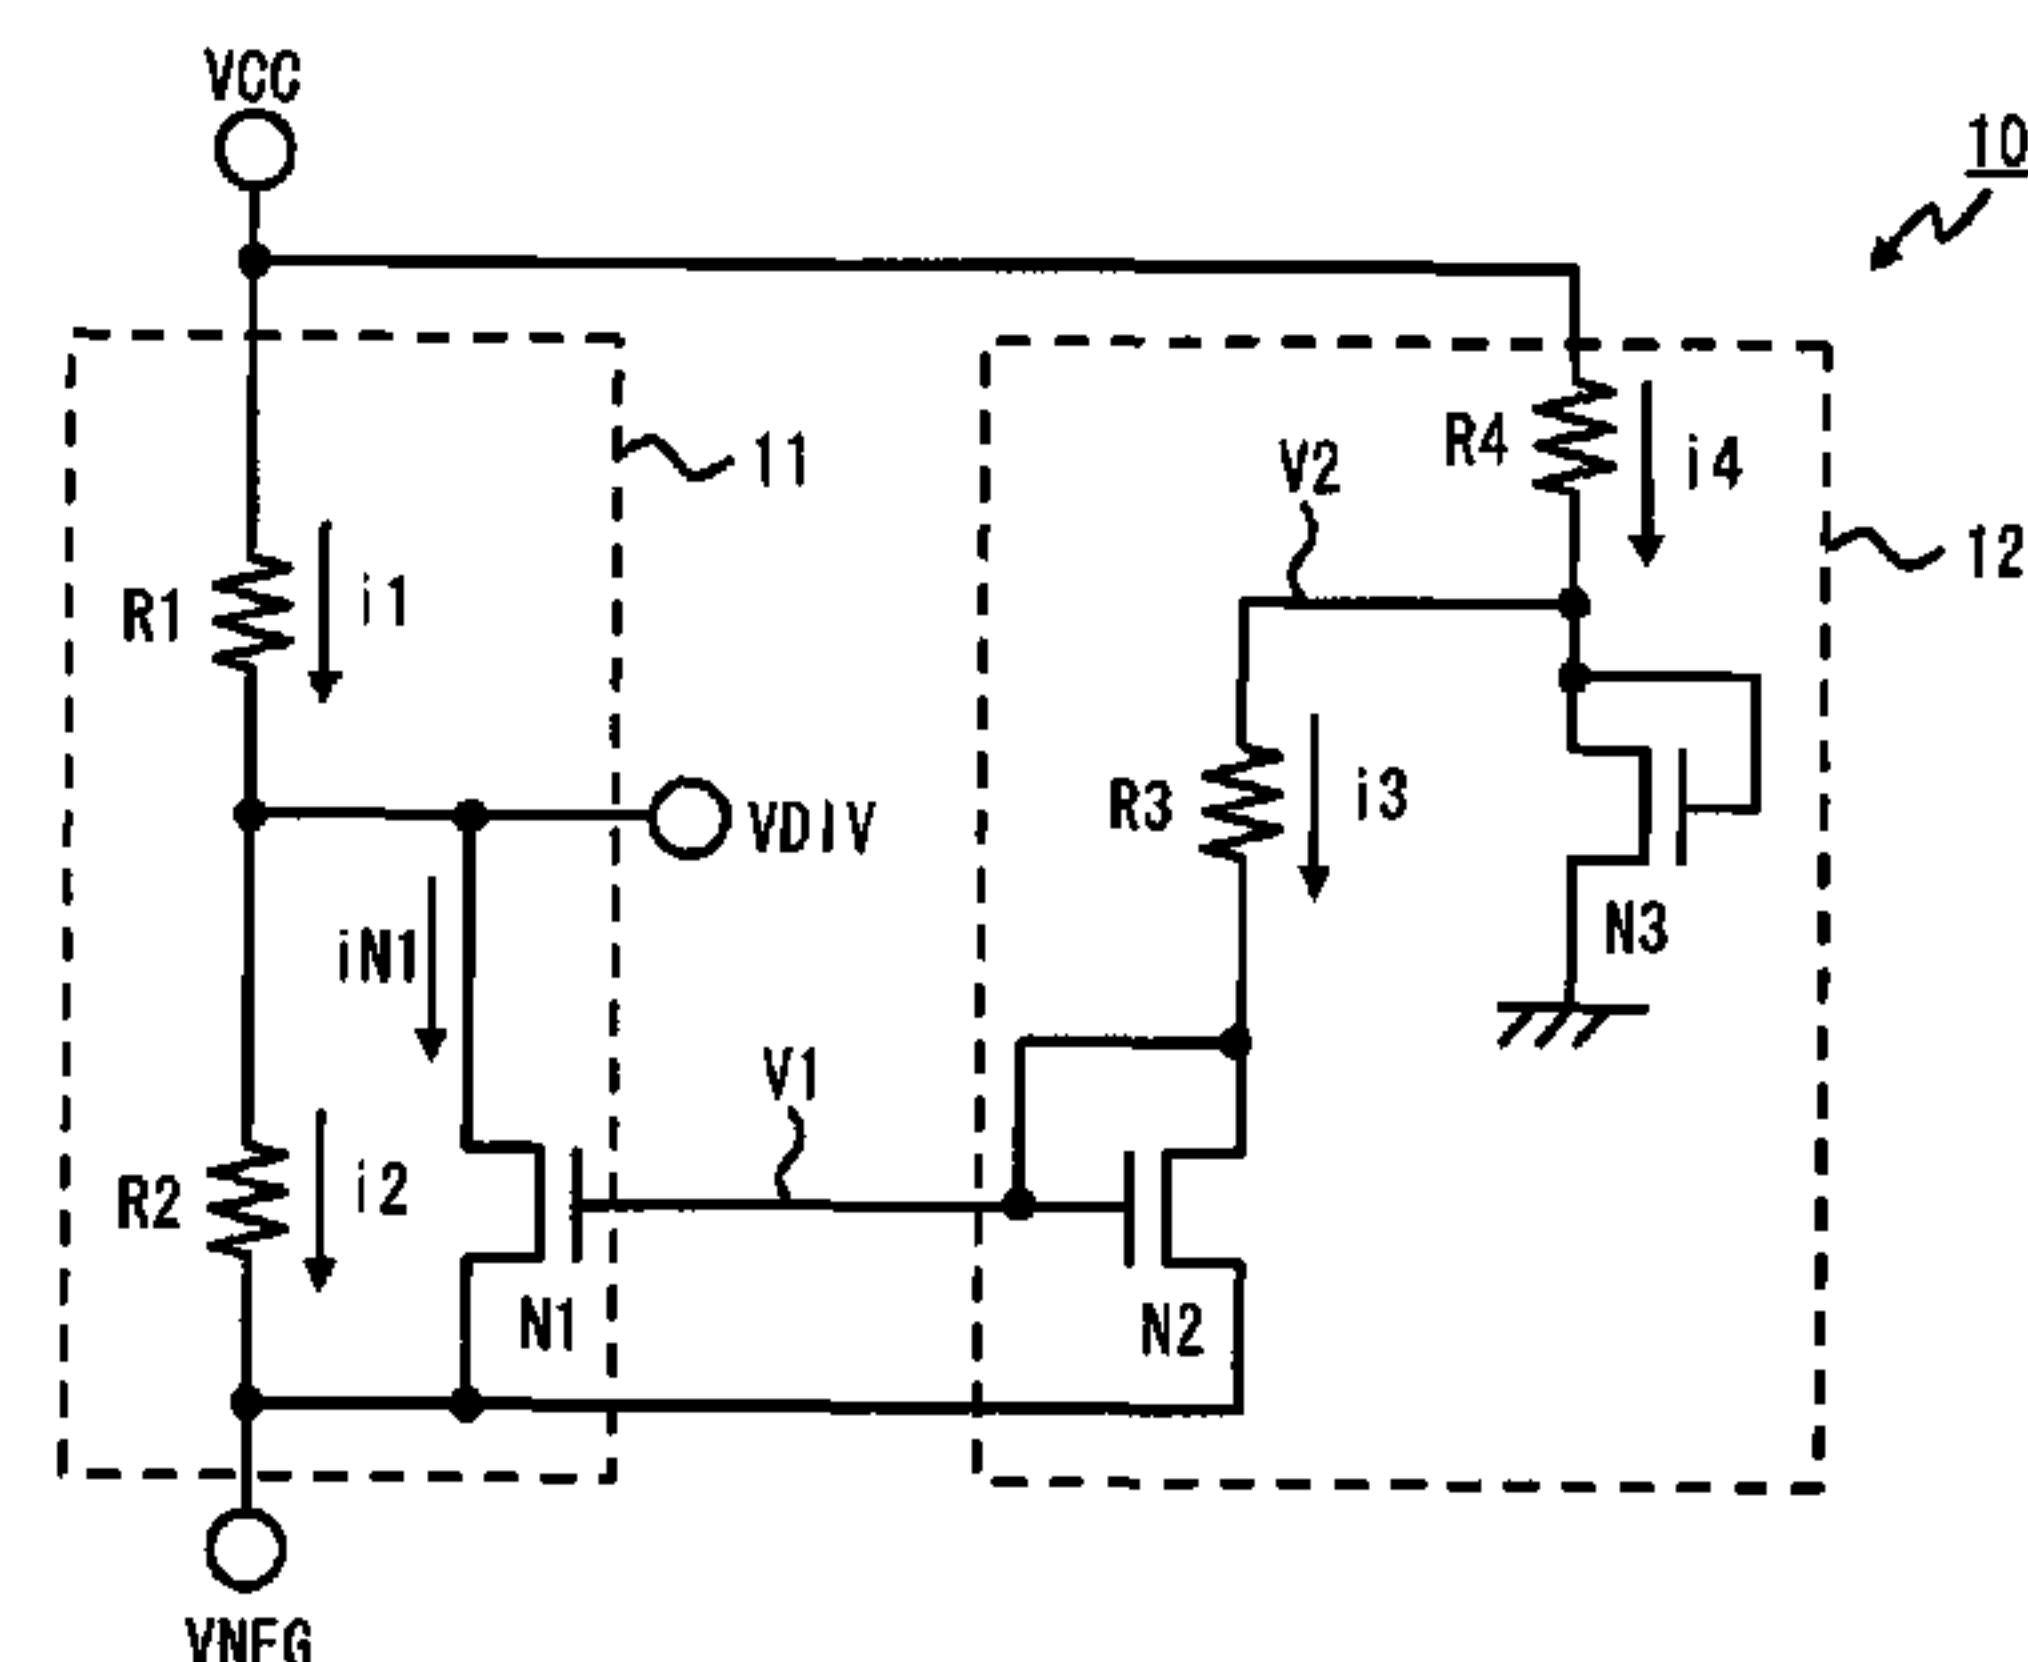 VCC
10
11
R4
i4
V2
12
R1
i1
R3
i3
VDIV
iN1
N3
V1
R2
i2
N1
N2
VNEG